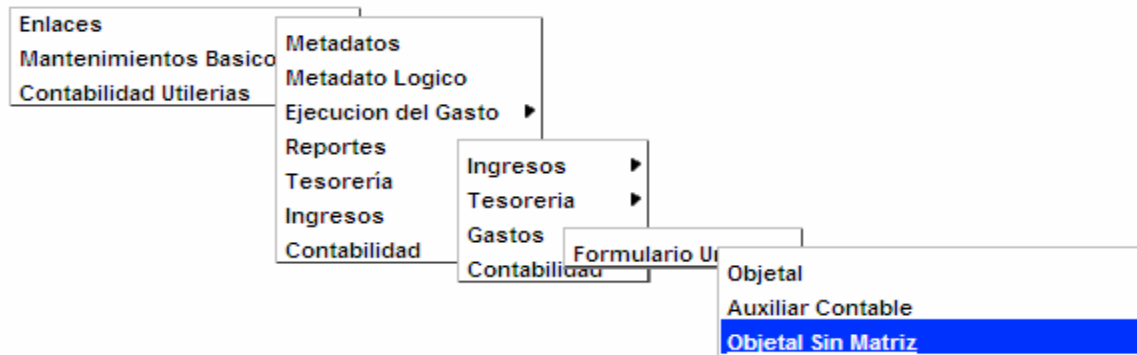 Enlaces
Mantenimientos Basico
Contabilidad Utilerias
Metadatos
Metadato Logico
Ejecucion del Gasto
Reportes
Tesorería
Ingresos
Contabilidad
Ingresos
Tesoreria
Gastos
Contabilidad
Formulario
Objetal
Auxiliar Contable
Objetal Sin Matriz